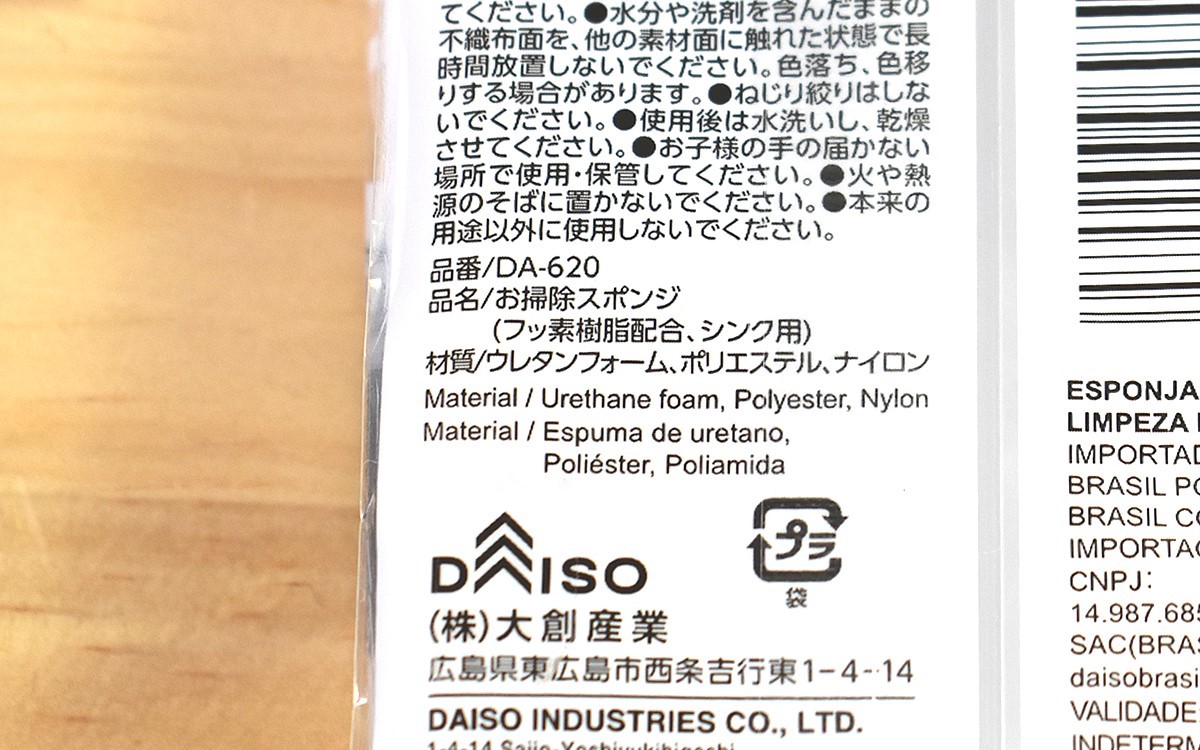 てください。●水分や洗剤を含んだままの
不織布面を、他の素材面に触れた状態で長
時間放置しないでください。色落ち、色移
りする場合があります。●ねじり絞りはしな
いでください。●使用後は水洗いし、乾燥
させてください。●お子様の手の届かない
場所で使用・保管してください。●火や熱
源のそばに置かないでください。●本来の
用途以外に使用しないでください。
品番/DA-620
品名/お掃除スポンジ
(フッ素樹脂配合、シンク用)
材質/ウレタンフォーム、ポリエステル、ナイロン
Material / Urethane foam, Polyester, Nylon
Material / Espuma de uretano,
Poliéster, Poliamida
プラ
袋
DAISO
(株)大創産業
広島県東広島市西条吉行東1-4-14
DAISO INDUSTRIES CO., LTD.
1-4-14 Saijo-Yoshiyukihigashi
ESPONJA
LIMPEZA
IMPORTAD
BRASIL PO
BRASIL CO
IMPORTAÇ
CNPJ:
14.987.685
SAC(BRAS
daisobrasi
VALIDADE
INDETERM